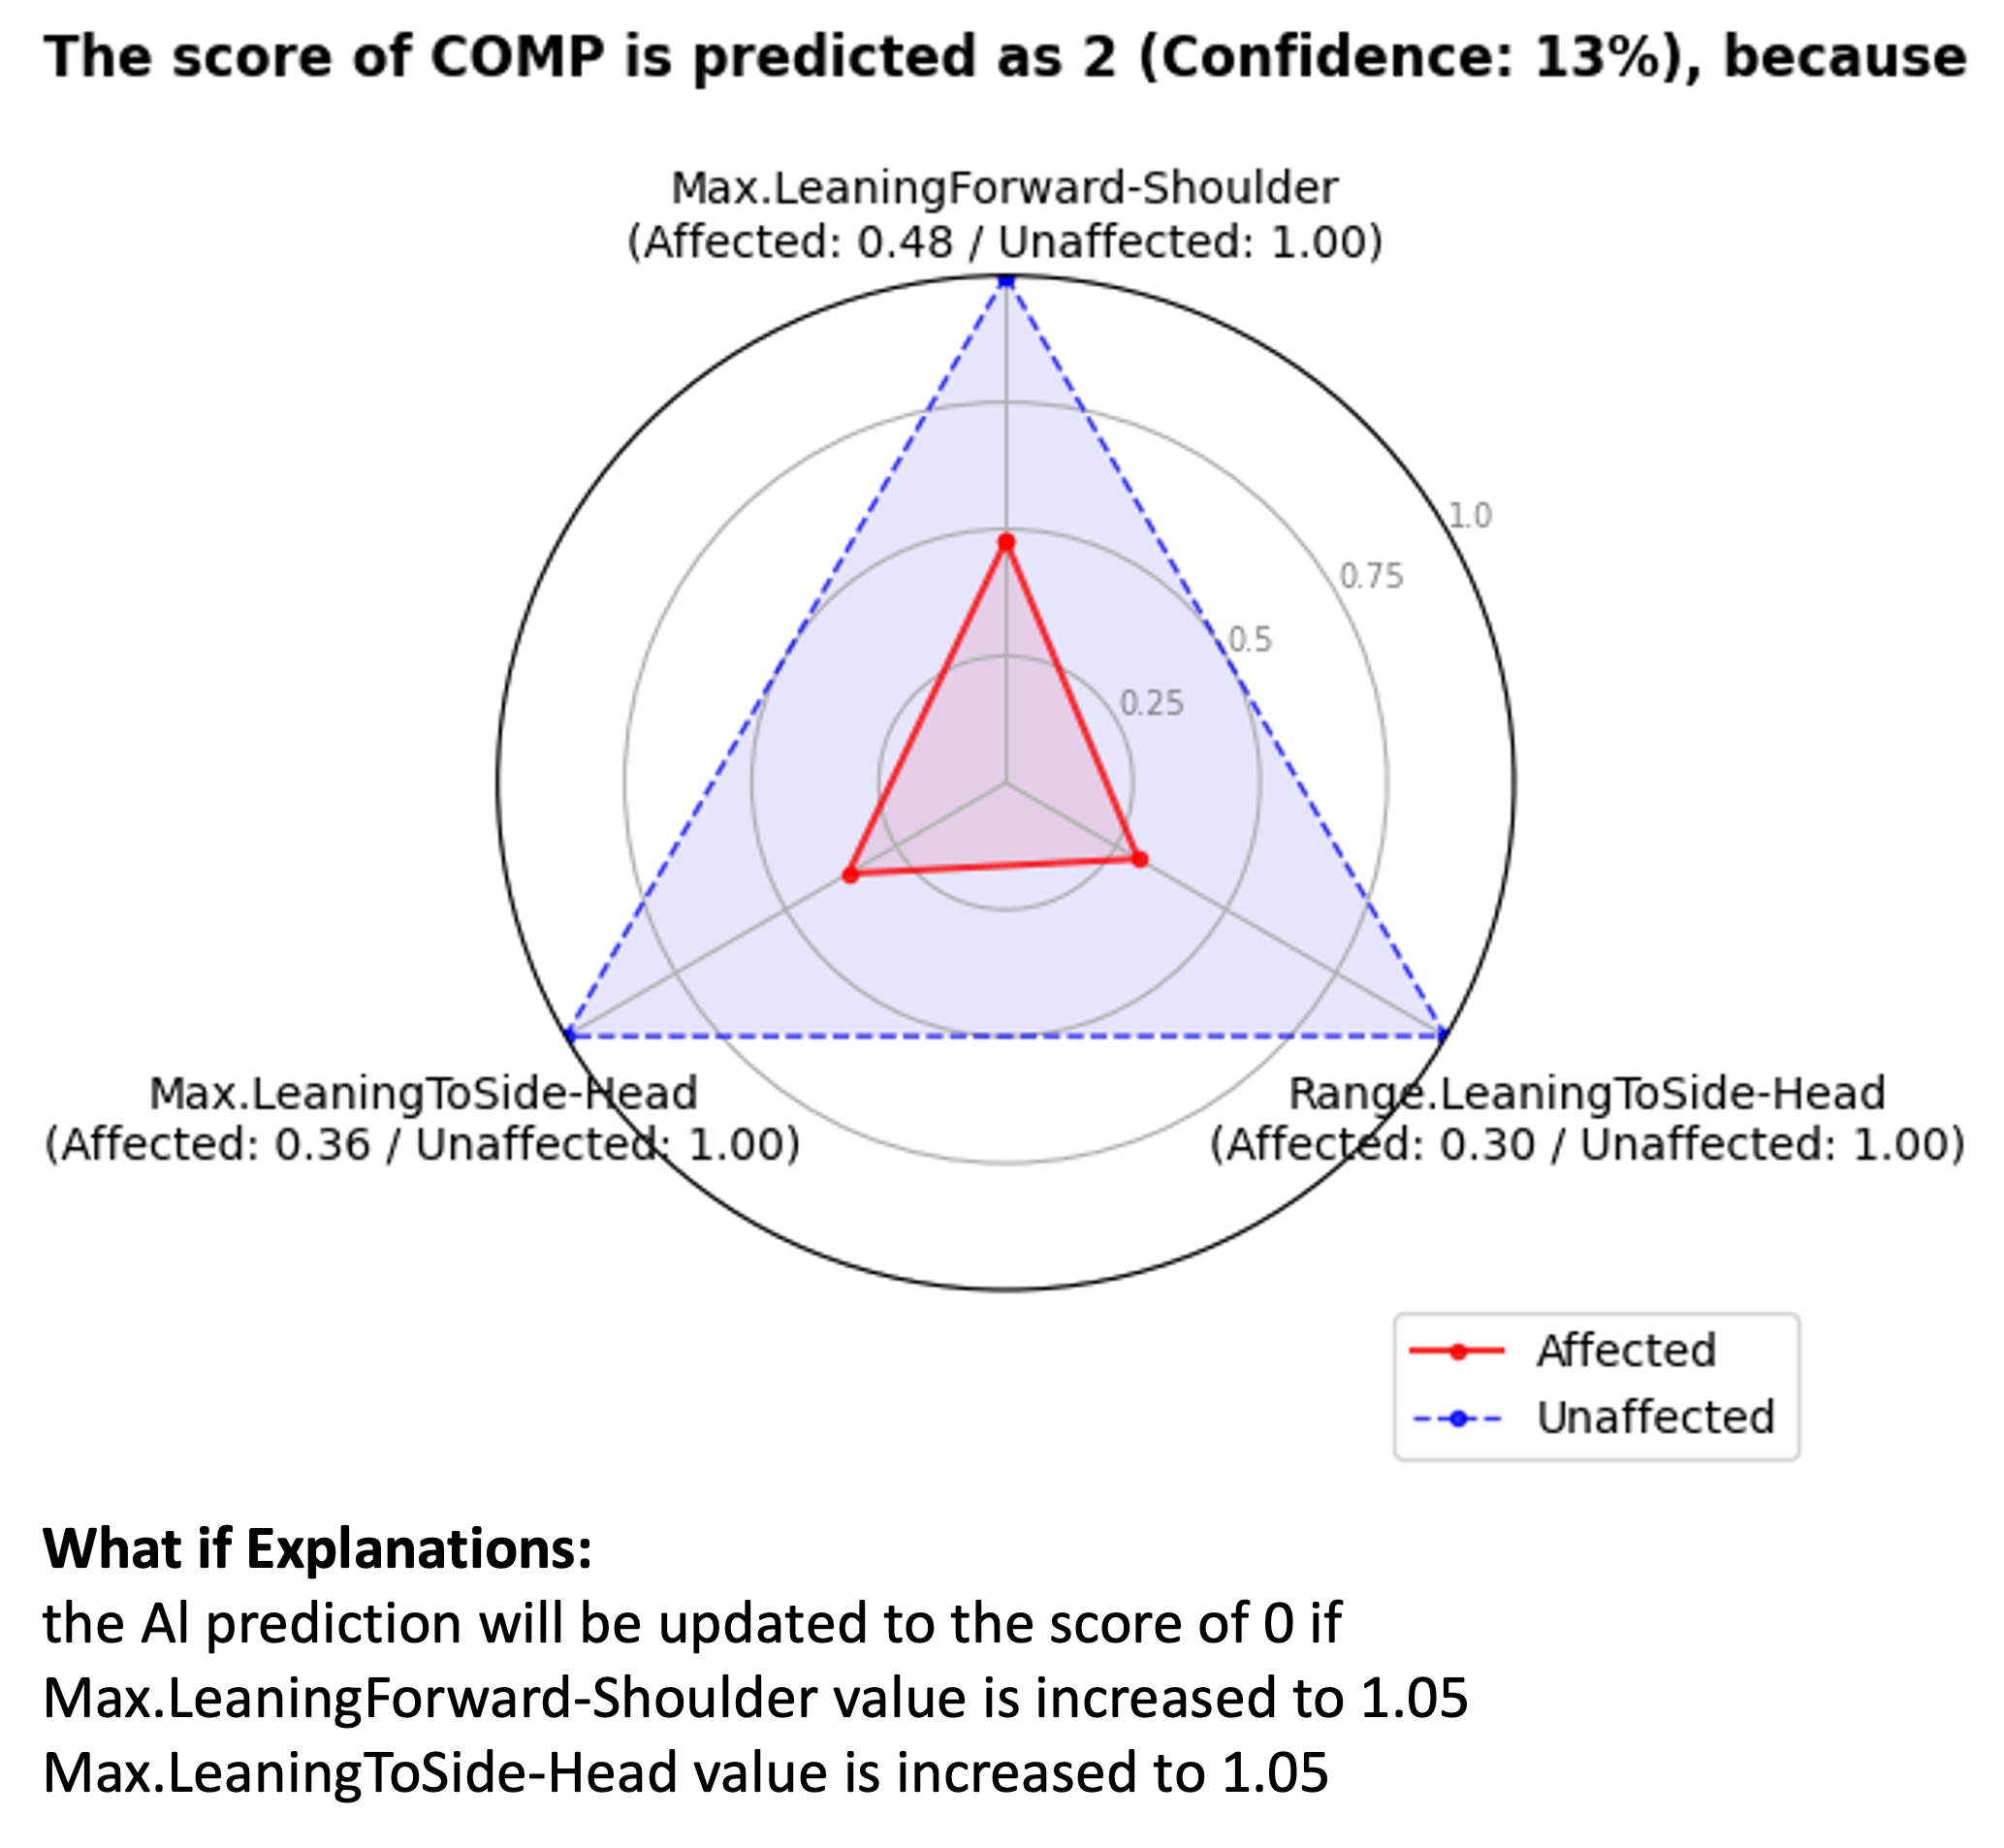 The score of COMP is predicted as 2 (Confidence: 13%), because
Max.LeaningForward-Shoulder
(Affected: 0.48 / Unaffected: 1.00)
1.0
0.75
0.5
0.25
Max.LeaningToSide-Head
(Affected: 0.36 / Unaffected: 1.00)
Range.LeaningToSide-Head
(Affected: 0.30 / Unaffected: 1.00)
Affected
Unaffected
What if Explanations:
the AI prediction will be updated to the score of 0 if
Max.LeaningForward-Shoulder value is increased to 1.05
Max.LeaningToSide-Head value is increased to 1.05